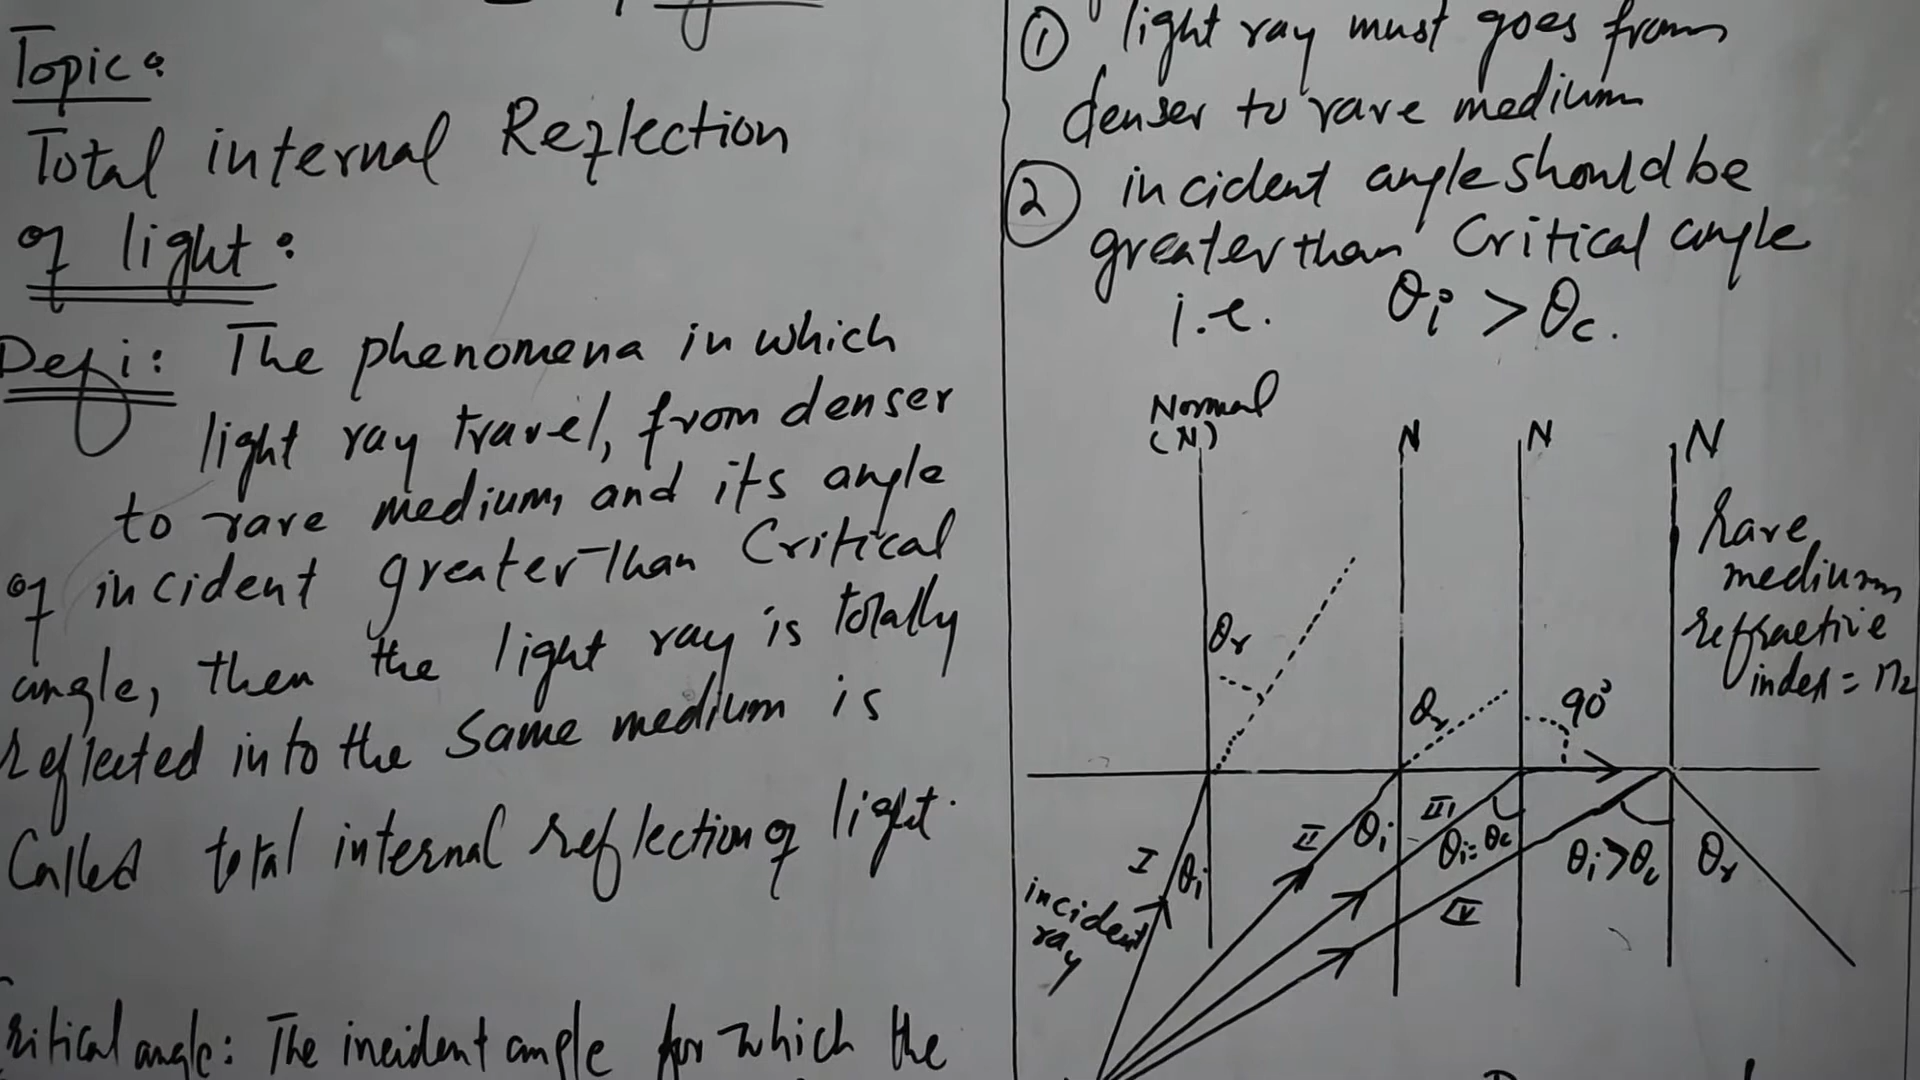 Topic:
Total internal Reflection
of light:
Defi: The phenomena in which
light ray travel, from denser
to rare medium, and its angle
of incident greater than Critical
angle, then the light ray is totally
reflected into the same medium is
Called total internal reflection of light.
ritical angle: The incident angle for which the
① light ray must goes from
denser to rare medium
② incident angle should be
greater than Critical angle
i.e. θi > θc.
Normal
(N)
N
N
N
rare
medium
refractive
index = n2
θr
θr
90°
I
θi
incident
ray
II
θi
III
θi = θc
IV
θi > θc
θr